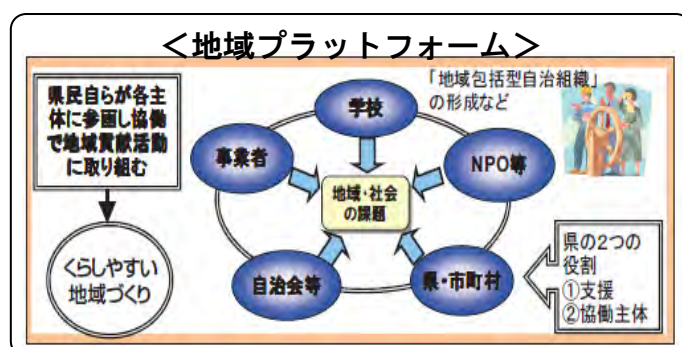 ＜地域プラットフォーム＞
県民自らが各主
体に参画し協働
で地域貢献活動
に取り組む
くらしやすい
地域づくり
「地域包括型自治組織」
の形成など
学校
事業者
NPO等
地域・社会
の課題
自治会等
県・市町村
県の2つの
役割
①支援
②協働主体